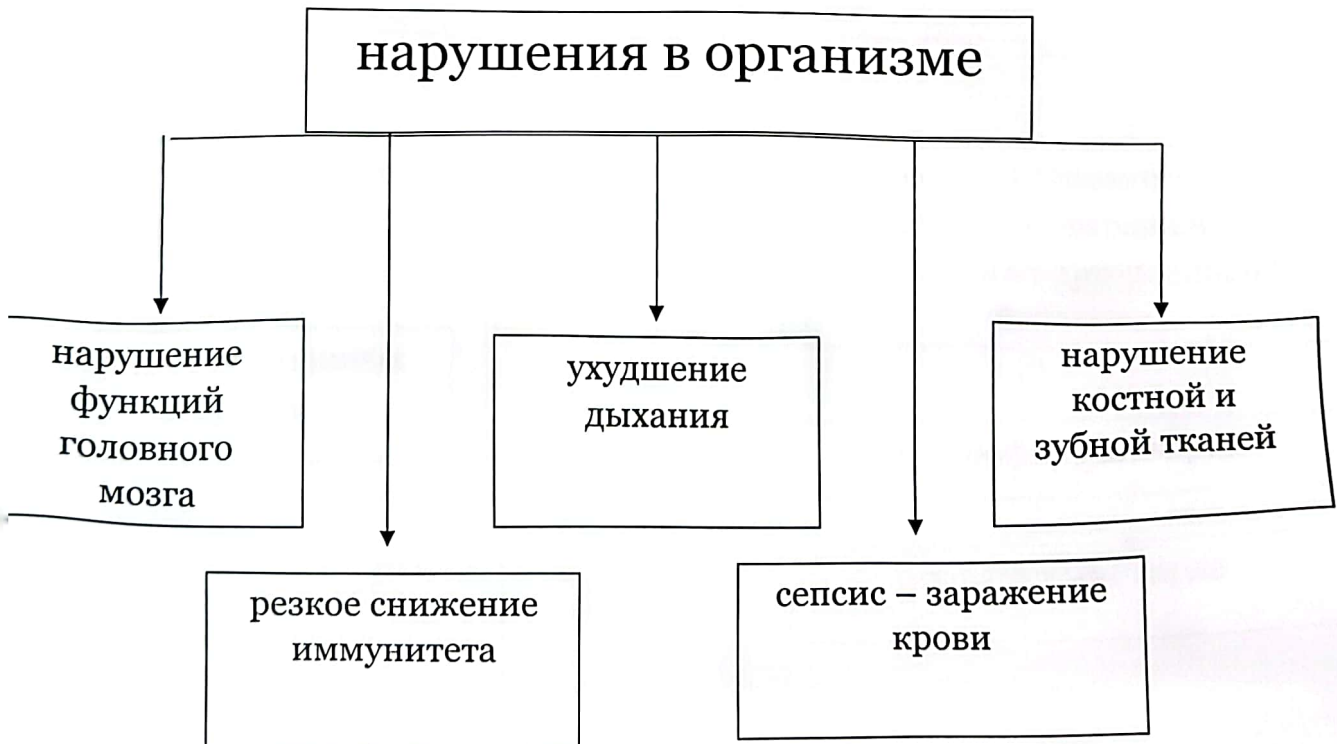 нарушения в организме
нарушение
функций
головного
мозга
ухудшение
дыхания
нарушение
костной и
зубной тканей
резкое снижение
иммунитета
сепсис – заражение
крови